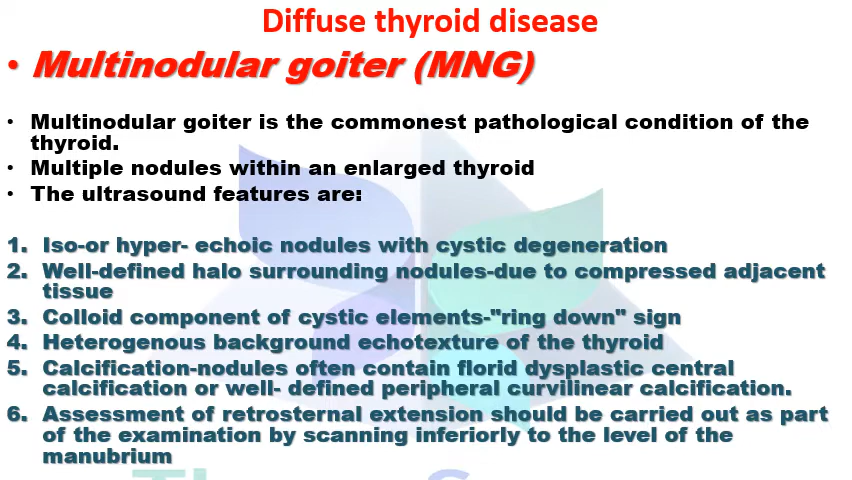 Diffuse thyroid disease
• Multinodular goiter (MNG)
• Multinodular goiter is the commonest pathological condition of the
thyroid.
• Multiple nodules within an enlarged thyroid
• The ultrasound features are:
1. Iso-or hyper- echoic nodules with cystic degeneration
2. Well-defined halo surrounding nodules-due to compressed adjacent
tissue
3. Colloid component of cystic elements-"ring down" sign
4. Heterogenous background echotexture of the thyroid
5. Calcification-nodules often contain florid dysplastic central
calcification or well- defined peripheral curvilinear calcification.
6. Assessment of retrosternal extension should be carried out as part
of the examination by scanning inferiorly to the level of the
manubrium